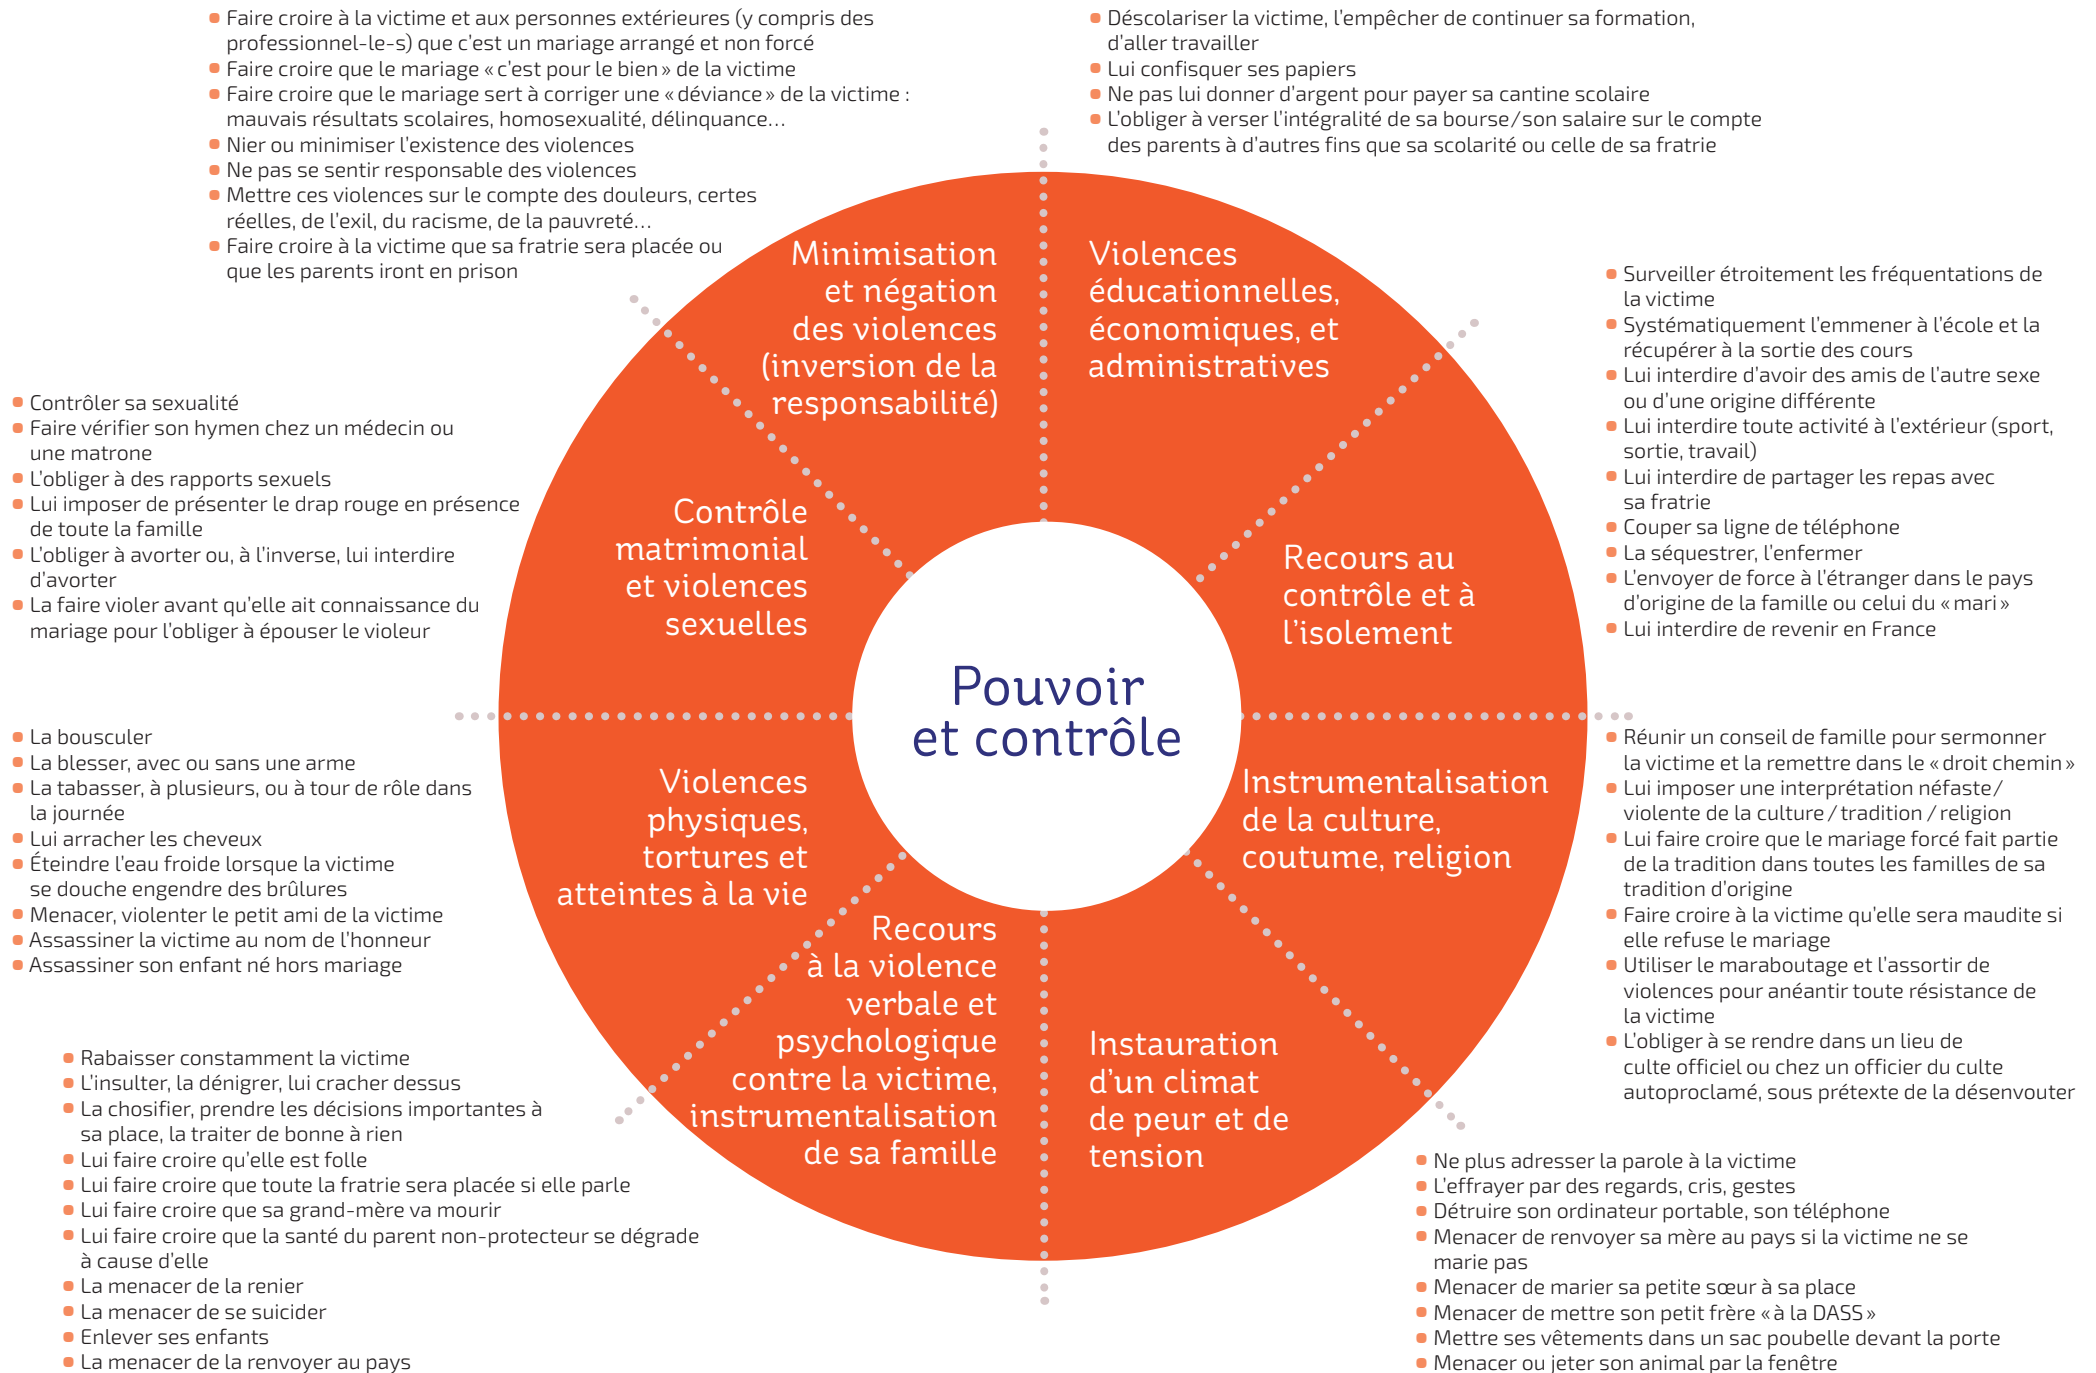 Faire croire à la victime et aux personnes extérieures (y compris des
professionnel-le-s) que c'est un mariage arrangé et non forcé
Faire croire que le mariage « c'est pour le bien » de la victime
Faire croire que le mariage sert à corriger une « déviance » de la victime :
mauvais résultats scolaires, homosexualité, délinquance…
Nier ou minimiser l'existence des violences
Ne pas se sentir responsable des violences
Mettre ces violences sur le compte des douleurs, certes
réelles, de l'exil, du racisme, de la pauvreté…
Faire croire à la victime que sa fratrie sera placée ou
que les parents iront en prison
Déscolariser la victime, l'empêcher de continuer sa formation,
d'aller travailler
Lui confisquer ses papiers
Ne pas lui donner d'argent pour payer sa cantine scolaire
L'obliger à verser l'intégralité de sa bourse/son salaire sur le compte
des parents à d'autres fins que sa scolarité ou celle de sa fratrie
Minimisation
et négation
des violences
(inversion de la
responsabilité)
Violences
éducationnelles,
économiques, et
administratives
Surveiller étroitement les fréquentations de
la victime
Systématiquement l'emmener à l'école et la
récupérer à la sortie des cours
Lui interdire d'avoir des amis de l'autre sexe
ou d'une origine différente
Lui interdire toute activité à l'extérieur (sport,
sortie, travail)
Lui interdire de partager les repas avec
sa fratrie
Couper sa ligne de téléphone
La séquestrer, l'enfermer
L'envoyer de force à l'étranger dans le pays
d'origine de la famille ou celui du « mari »
Lui interdire de revenir en France
Contrôler sa sexualité
Faire vérifier son hymen chez un médecin ou
une matrone
L'obliger à des rapports sexuels
Lui imposer de présenter le drap rouge en présence
de toute la famille
L'obliger à avorter ou, à l'inverse, lui interdire
d'avorter
La faire violer avant qu'elle ait connaissance du
mariage pour l'obliger à épouser le violeur
Contrôle
matrimonial
et violences
sexuelles
Recours au
contrôle et à
l'isolement
Pouvoir
et contrôle
La bousculer
La blesser, avec ou sans une arme
La tabasser, à plusieurs, ou à tour de rôle dans
la journée
Lui arracher les cheveux
Éteindre l'eau froide lorsque la victime
se douche engendre des brûlures
Menacer, violenter le petit ami de la victime
Assassiner la victime au nom de l'honneur
Assassiner son enfant né hors mariage
Violences
physiques,
tortures et
atteintes à la vie
Instrumentalisation
de la culture,
coutume, religion
Réunir un conseil de famille pour sermonner
la victime et la remettre dans le « droit chemin »
Lui imposer une interprétation néfaste/
violente de la culture / tradition / religion
Lui faire croire que le mariage forcé fait partie
de la tradition dans toutes les familles de sa
tradition d'origine
Faire croire à la victime qu'elle sera maudite si
elle refuse le mariage
Utiliser le maraboutage et l'assortir de
violences pour anéantir toute résistance de
la victime
L'obliger à se rendre dans un lieu de
culte officiel ou chez un officier du culte
autoproclamé, sous prétexte de la désenvouter
Recours
à la violence
verbale et
psychologique
contre la victime,
instrumentalisation
de sa famille
Instauration
d'un climat
de peur et de
tension
Rabaisser constamment la victime
L'insulter, la dénigrer, lui cracher dessus
La chosifier, prendre les décisions importantes à
sa place, la traiter de bonne à rien
Lui faire croire qu'elle est folle
Lui faire croire que toute la fratrie sera placée si elle parle
Lui faire croire que sa grand-mère va mourir
Lui faire croire que la santé du parent non-protecteur se dégrade
à cause d'elle
La menacer de la renier
La menacer de se suicider
Enlever ses enfants
La menacer de la renvoyer au pays
Ne plus adresser la parole à la victime
L'effrayer par des regards, cris, gestes
Détruire son ordinateur portable, son téléphone
Menacer de renvoyer sa mère au pays si la victime ne se
marie pas
Menacer de marier sa petite sœur à sa place
Menacer de mettre son petit frère « à la DASS »
Mettre ses vêtements dans un sac poubelle devant la porte
Menacer ou jeter son animal par la fenêtre